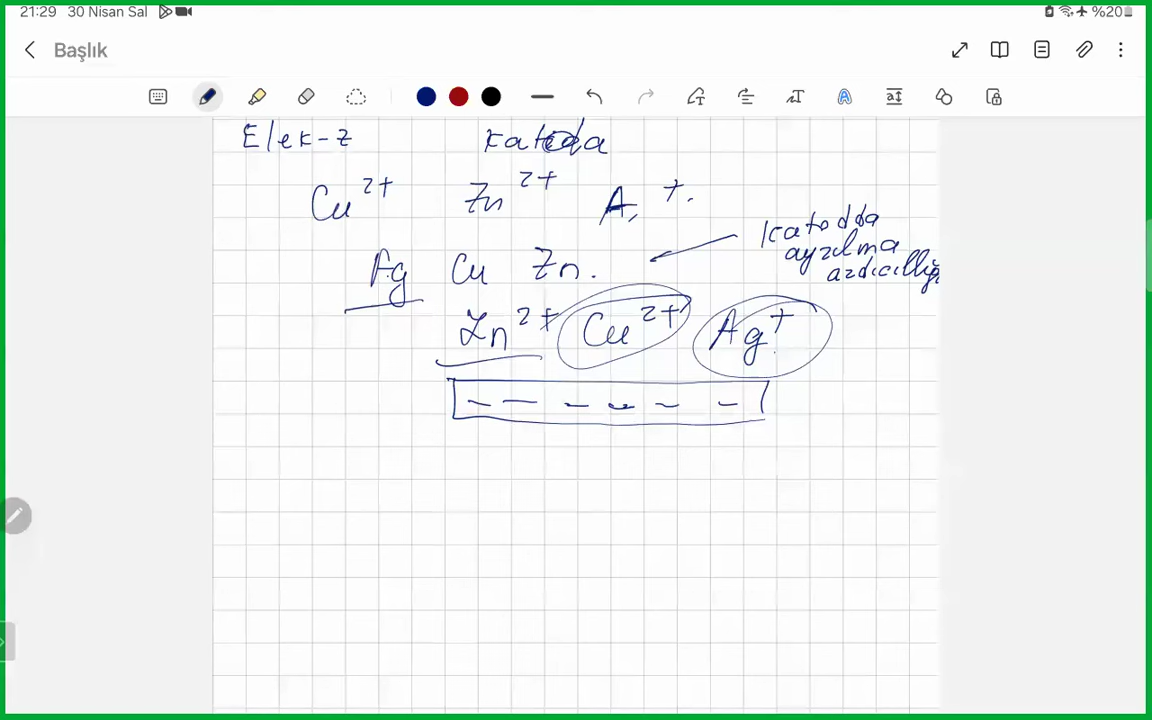 21:29 30 Nisan Sal %20
Başlık
Elek-z katodda
Cu²⁺ Zn²⁺ A, ⁺.
Ag Cu Zn.
katodda
ayrılma
ardıcıllığı
Zn²⁺ Cu²⁺ Ag⁺